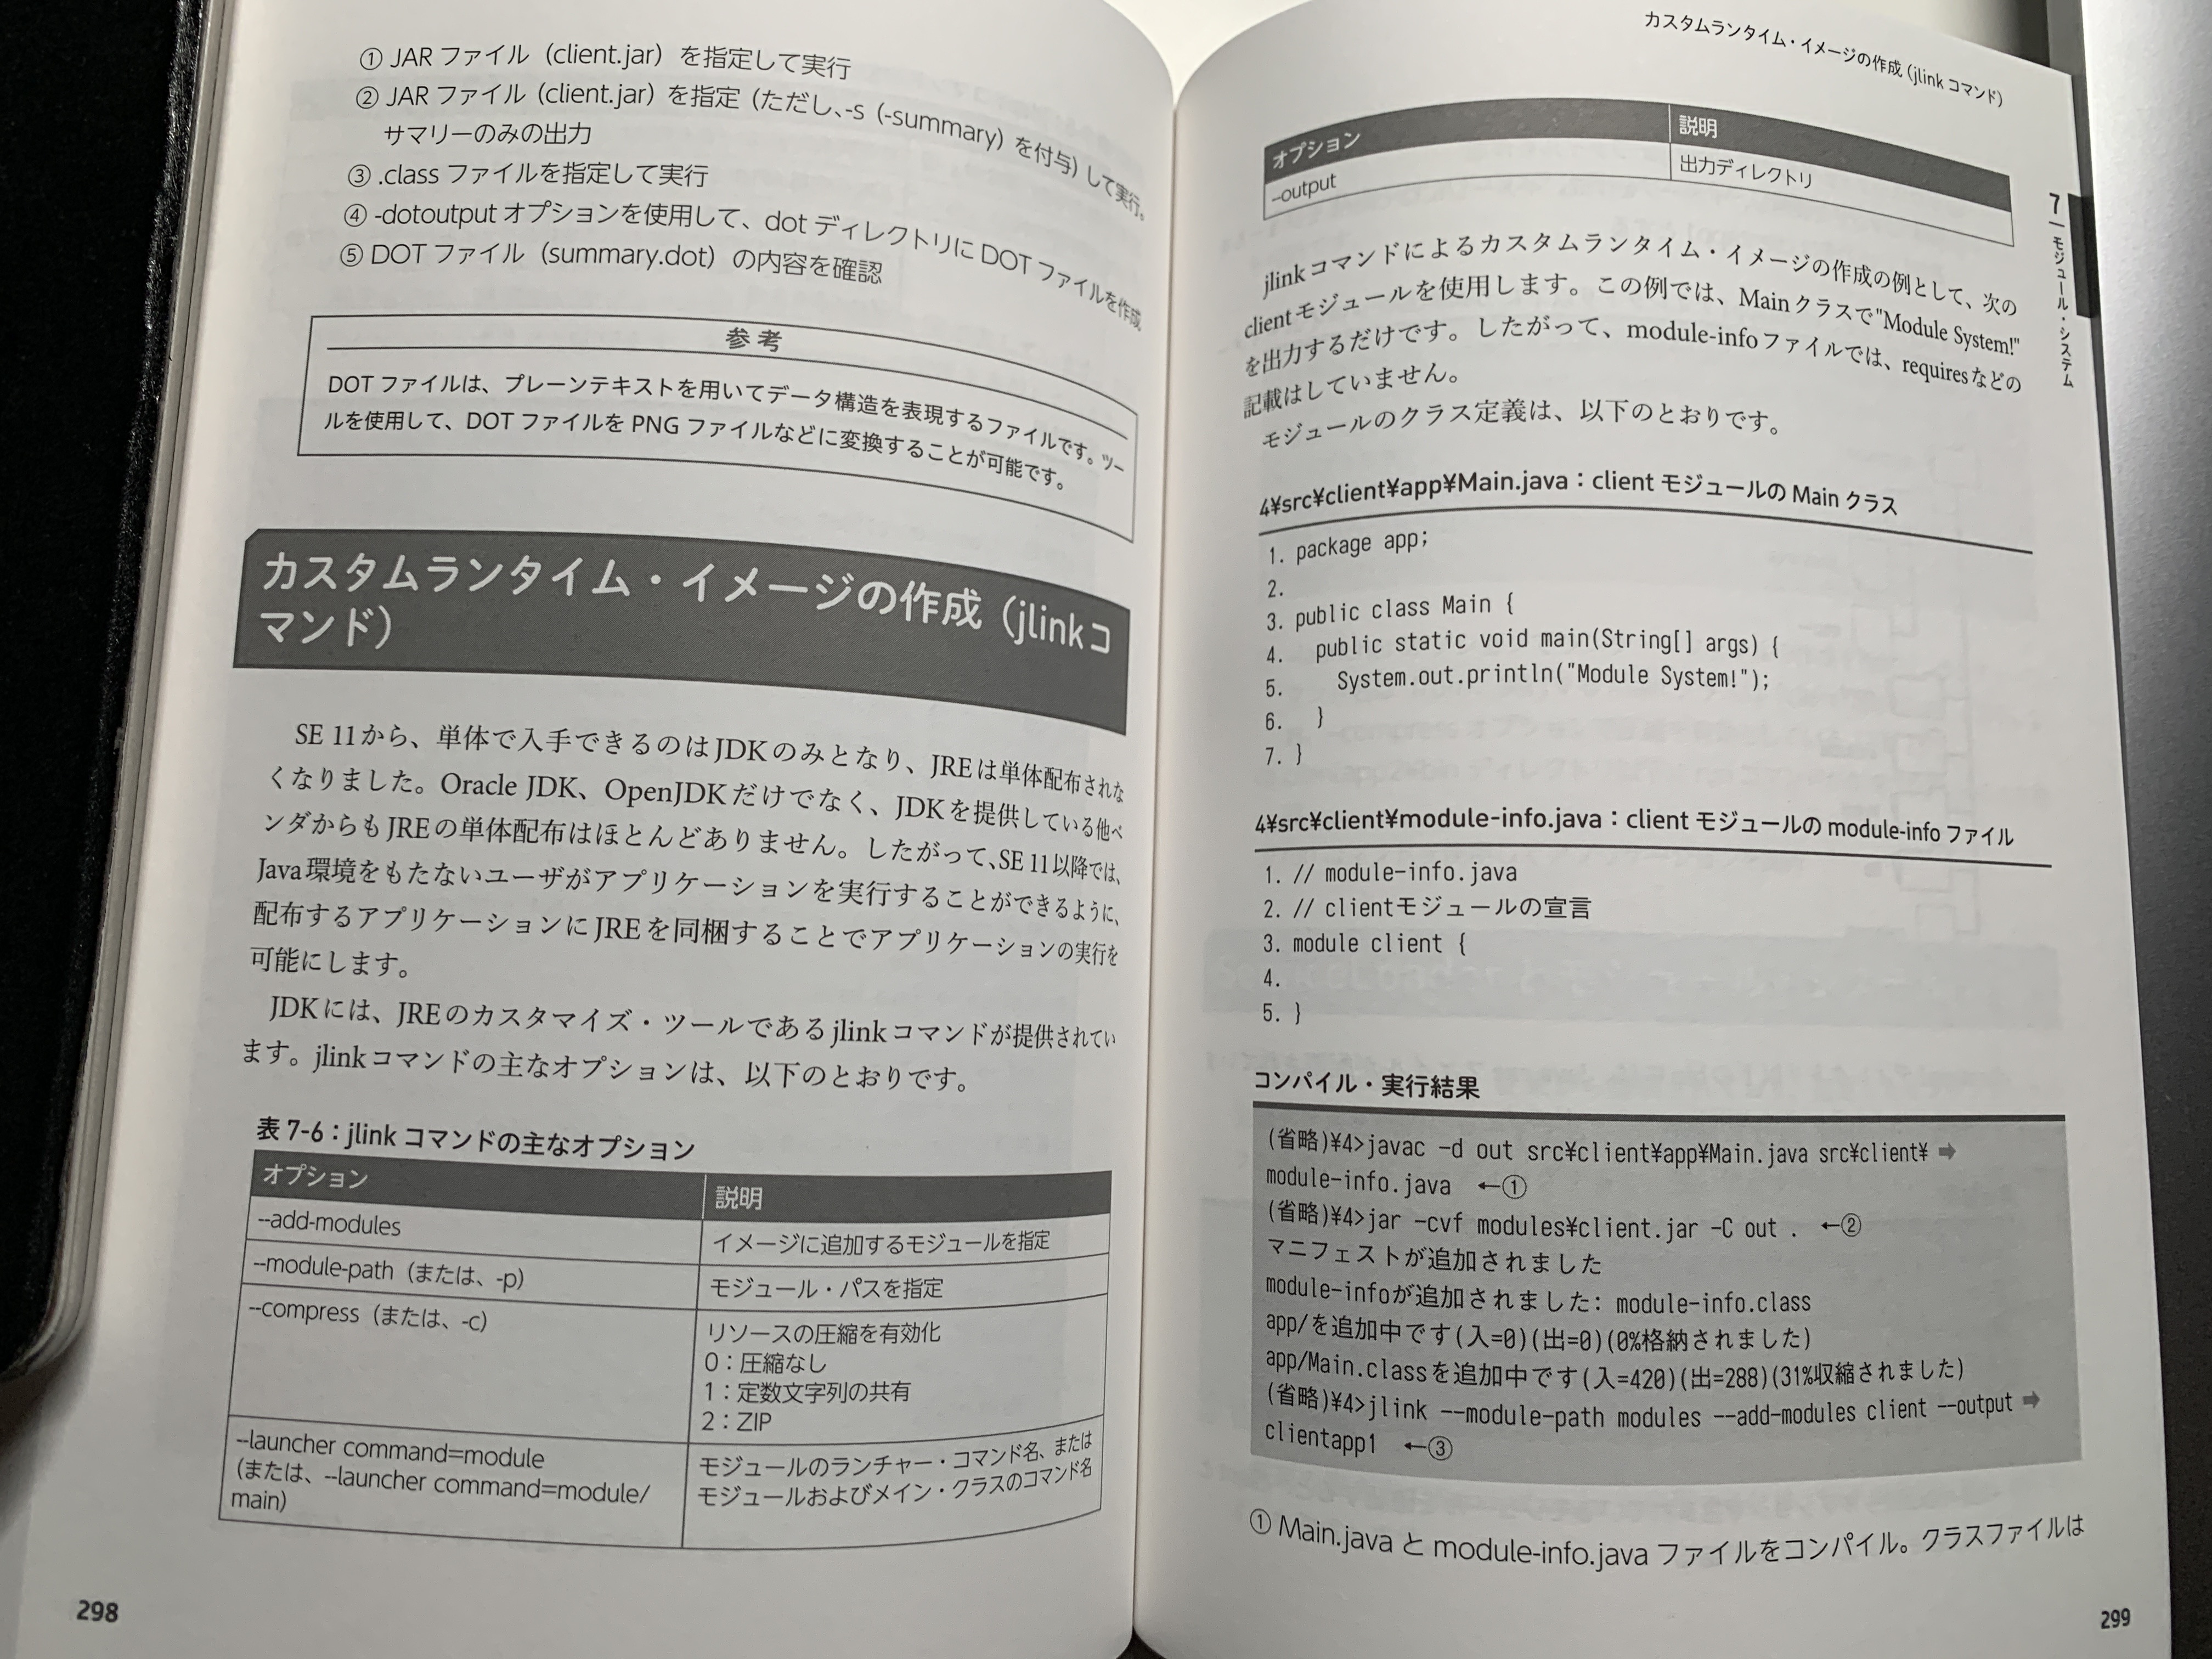 ① JAR ファイル（client.jar）を指定して実行
② JAR ファイル（client.jar）を指定（ただし、-s（-summary）を付与）して実行。
サマリーのみの出力
③ .class ファイルを指定して実行
④ -dotoutput オプションを使用して、dot ディレクトリに DOT ファイルを作成
⑤ DOT ファイル（summary.dot）の内容を確認
参考
DOT ファイルは、プレーンテキストを用いてデータ構造を表現するファイルです。ツー
ルを使用して、DOT ファイルを PNG ファイルなどに変換することが可能です。
カスタムランタイム・イメージの作成（jlinkコ
マンド）
SE 11から、単体で入手できるのはJDKのみとなり、JREは単体配布されな
くなりました。Oracle JDK、OpenJDKだけでなく、JDKを提供している他ベ
ンダからもJREの単体配布はほとんどありません。したがって、SE 11以降では、
Java環境をもたないユーザがアプリケーションを実行することができるように、
配布するアプリケーションにJREを同梱することでアプリケーションの実行を
可能にします。
JDKには、JREのカスタマイズ・ツールであるjlinkコマンドが提供されてい
ます。jlinkコマンドの主なオプションは、以下のとおりです。
表 7-6：jlink コマンドの主なオプション
オプション 説明
--add-modules イメージに追加するモジュールを指定
--module-path（または、-p） モジュール・パスを指定
--compress（または、-c） リソースの圧縮を有効化
0：圧縮なし
1：定数文字列の共有
2：ZIP
--launcher command=module モジュールのランチャー・コマンド名、または
（または、--launcher command=module/ モジュールおよびメイン・クラスのコマンド名
main）
298
カスタムランタイム・イメージの作成（jlink コマンド）
オプション 説明
--output 出力ディレクトリ
7 モジュール・システム
jlinkコマンドによるカスタムランタイム・イメージの作成の例として、次の
clientモジュールを使用します。この例では、Mainクラスで"Module System!"
を出力するだけです。したがって、module-infoファイルでは、requiresなどの
記載はしていません。
モジュールのクラス定義は、以下のとおりです。
4¥src¥client¥app¥Main.java：client モジュールの Main クラス
1. package app;
2.
3. public class Main {
4.   public static void main(String[] args) {
5.     System.out.println("Module System!");
6.   }
7. }
4¥src¥client¥module-info.java：client モジュールの module-info ファイル
1. // module-info.java
2. // clientモジュールの宣言
3. module client {
4.
5. }
コンパイル・実行結果
(省略)¥4>javac -d out src¥client¥app¥Main.java src¥client¥ ➡
module-info.java ←①
(省略)¥4>jar -cvf modules¥client.jar -C out . ←②
マニフェストが追加されました
module-infoが追加されました: module-info.class
app/を追加中です(入=0)(出=0)(0%格納されました)
app/Main.classを追加中です(入=420)(出=288)(31%収縮されました)
(省略)¥4>jlink --module-path modules --add-modules client --output ➡
clientapp1 ←③
① Main.java と module-info.java ファイルをコンパイル。クラスファイルは
299